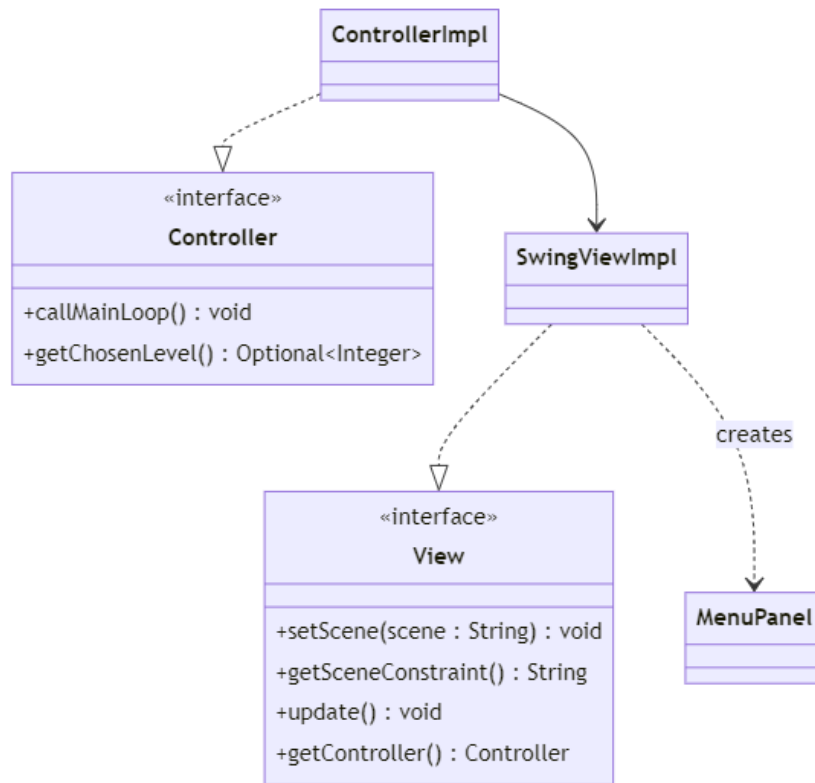 ControllerImpl
«interface»
Controller
+callMainLoop() : void
+getChosenLevel() : Optional<Integer>
SwingViewImpl
creates
«interface»
View
+setScene(scene : String) : void
+getSceneConstraint() : String
+update() : void
+getController() : Controller
MenuPanel